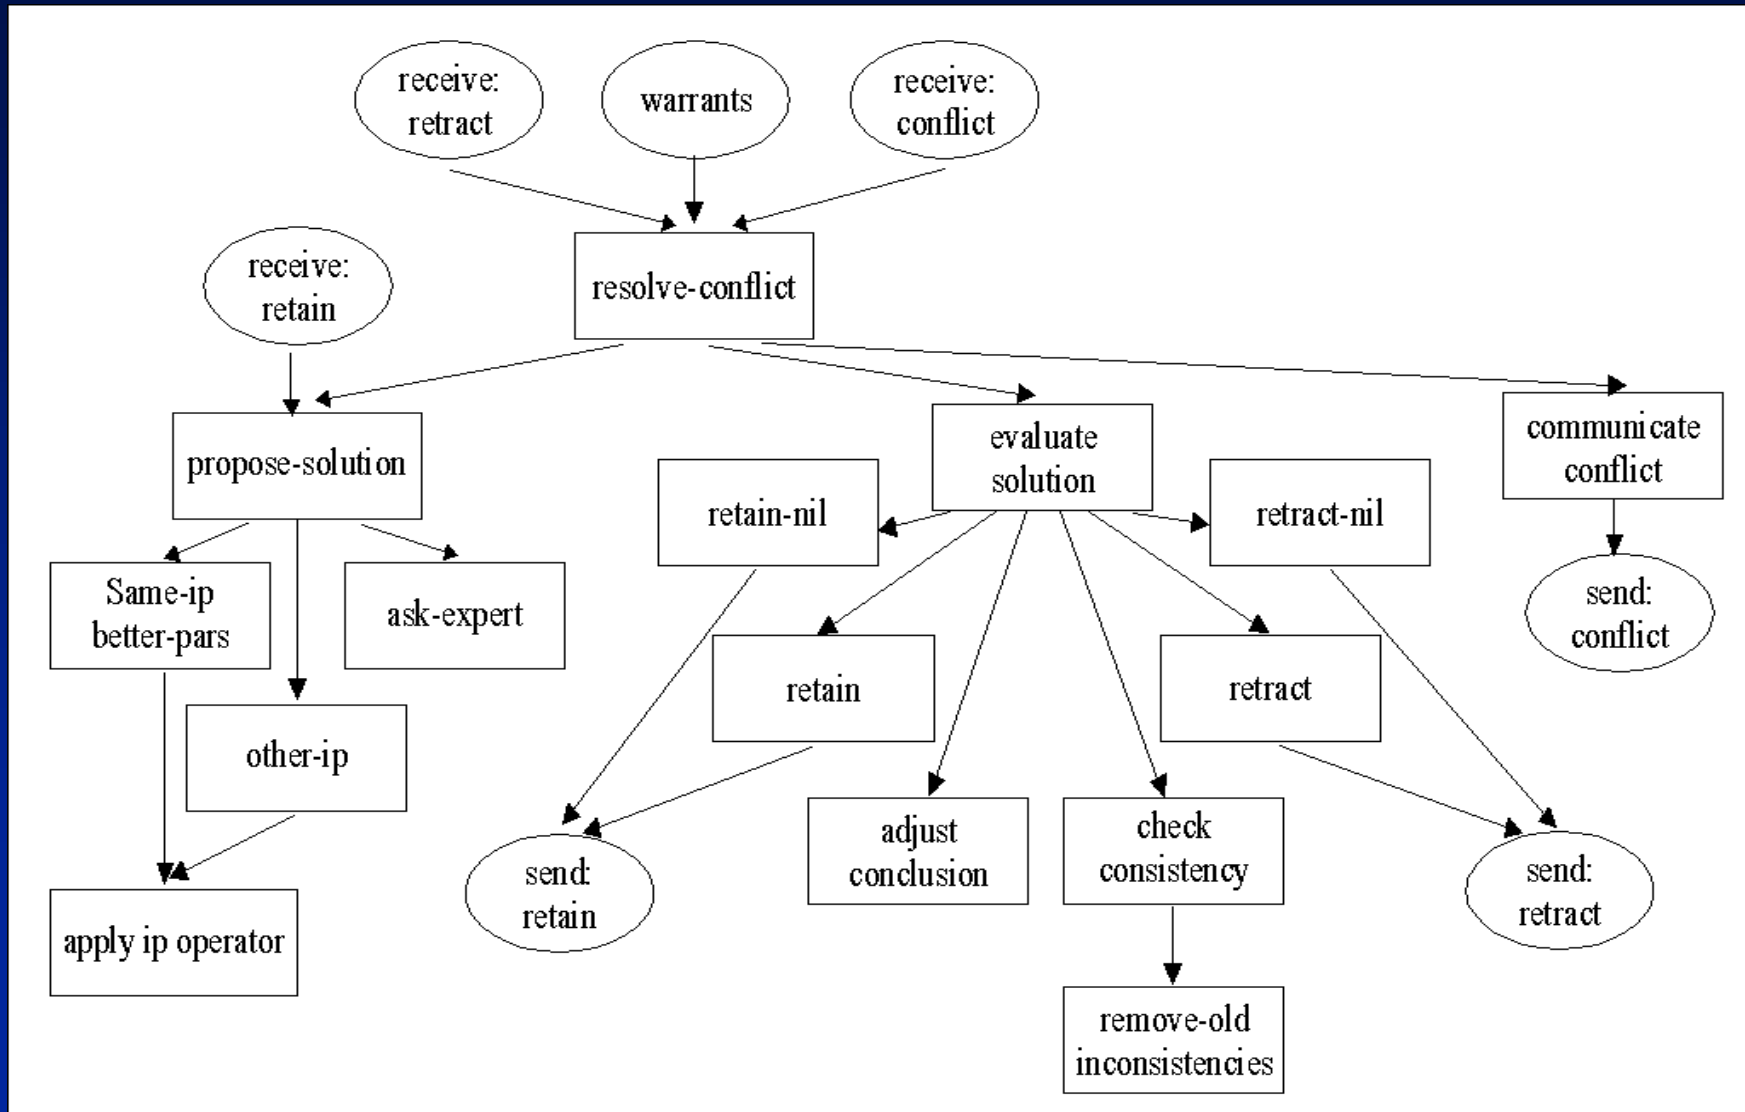 receive:
retract
warrants
receive:
conflict
receive:
retain
resolve-conflict
propose-solution
evaluate
solution
communicate
conflict
retain-nil
retract-nil
Same-ip
better-pars
ask-expert
send:
conflict
retain
retract
other-ip
adjust
conclusion
check
consistency
send:
retain
send:
retract
apply ip operator
remove-old
inconsistencies